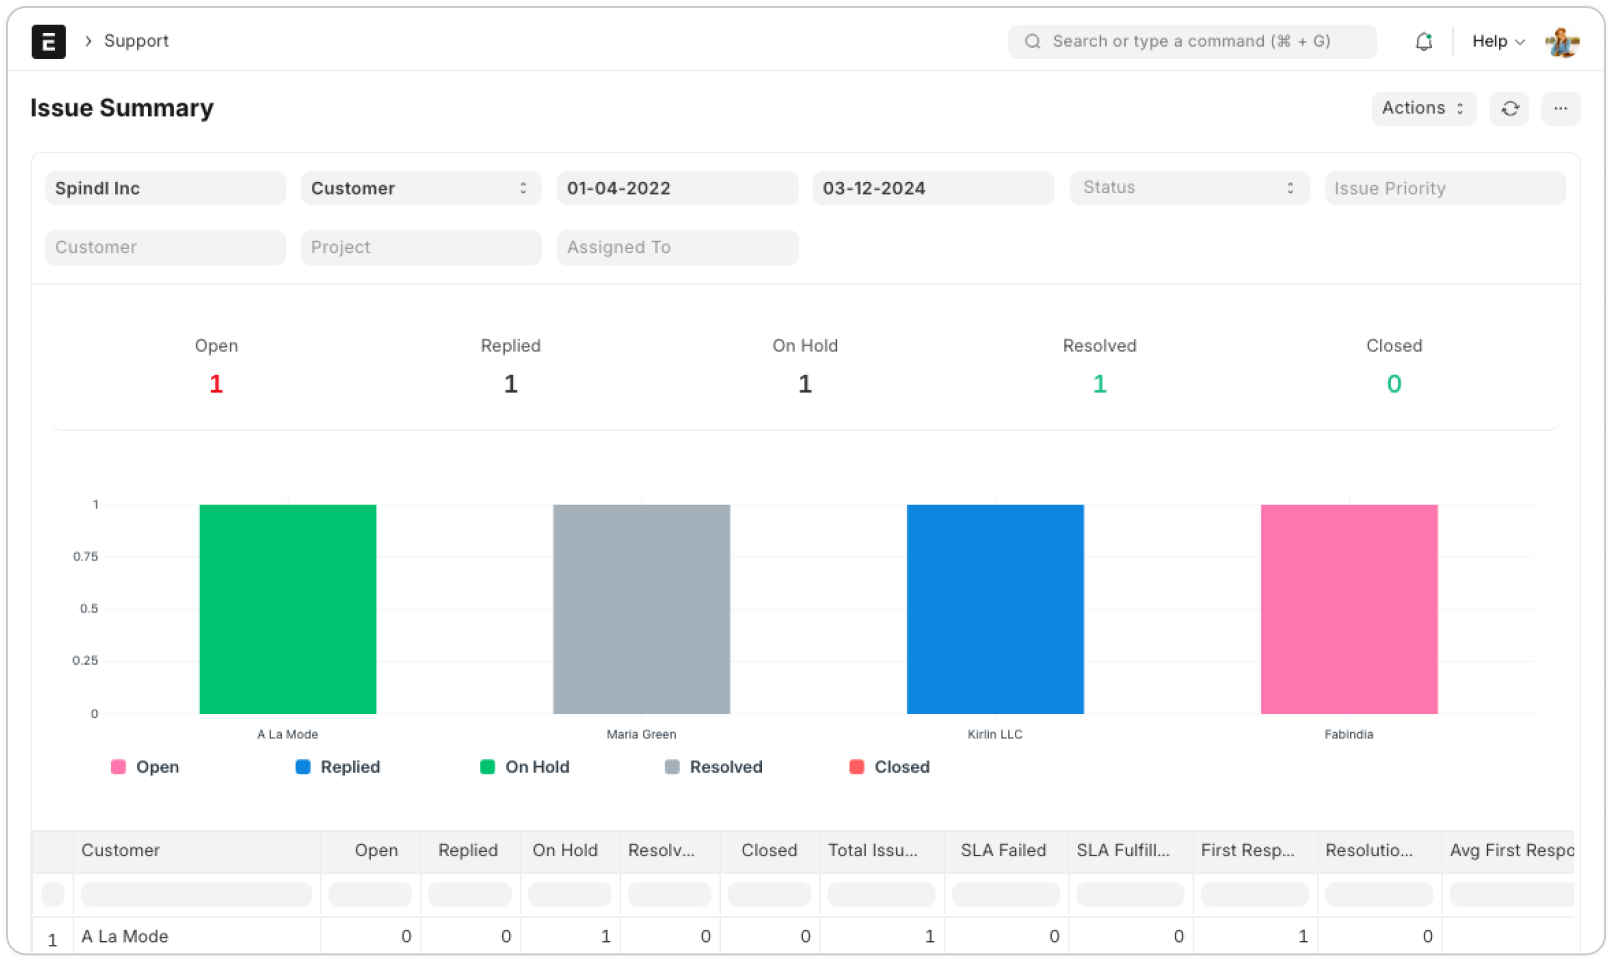 E > Support Search or type a command (⌘ + G) Help
Issue Summary Actions ...
Spindl Inc Customer 01-04-2022 03-12-2024 Status Issue Priority
Customer Project Assigned To
Open Replied On Hold Resolved Closed
1 1 1 1 0
1
0.75
0.5
0.25
0
A La Mode Maria Green Kirlin LLC Fabindia
Open Replied On Hold Resolved Closed
Customer Open Replied On Hold Resolv... Closed Total Issu... SLA Failed SLA Fulfill... First Resp... Resolutio... Avg First Respo
1 A La Mode 0 0 1 0 0 1 0 0 1 0